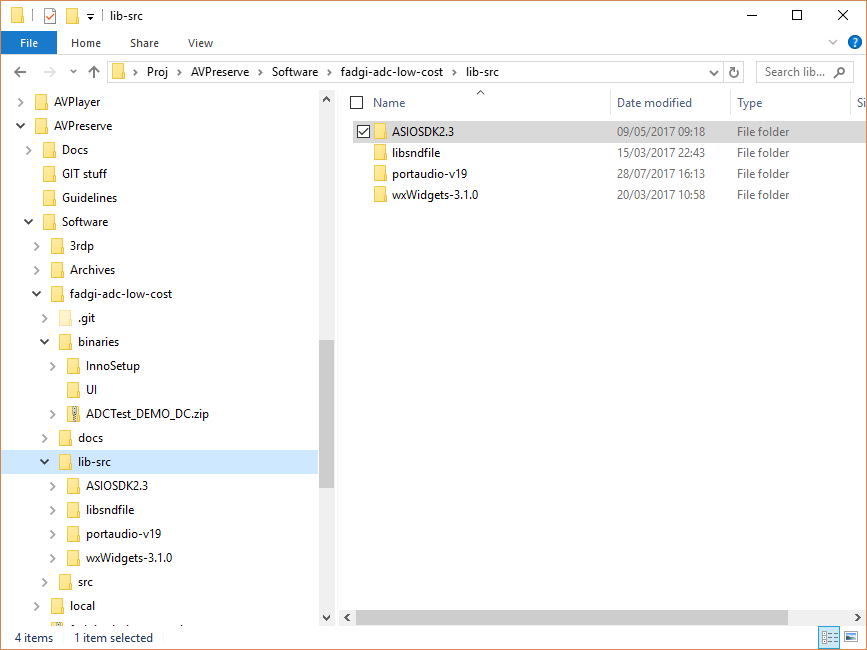 lib-src
File Home Share View
Proj AVPreserve Software fadgi-adc-low-cost lib-src
Search lib...
AVPlayer
AVPreserve
Docs
GIT stuff
Guidelines
Software
3rdp
Archives
fadgi-adc-low-cost
.git
binaries
InnoSetup
UI
ADCTest_DEMO_DC.zip
docs
lib-src
ASIOSDK2.3
libsndfile
portaudio-v19
wxWidgets-3.1.0
src
local
Name Date modified Type Si
ASIOSDK2.3 09/05/2017 09:18 File folder
libsndfile 15/03/2017 22:43 File folder
portaudio-v19 28/07/2017 16:13 File folder
wxWidgets-3.1.0 20/03/2017 10:58 File folder
4 items 1 item selected